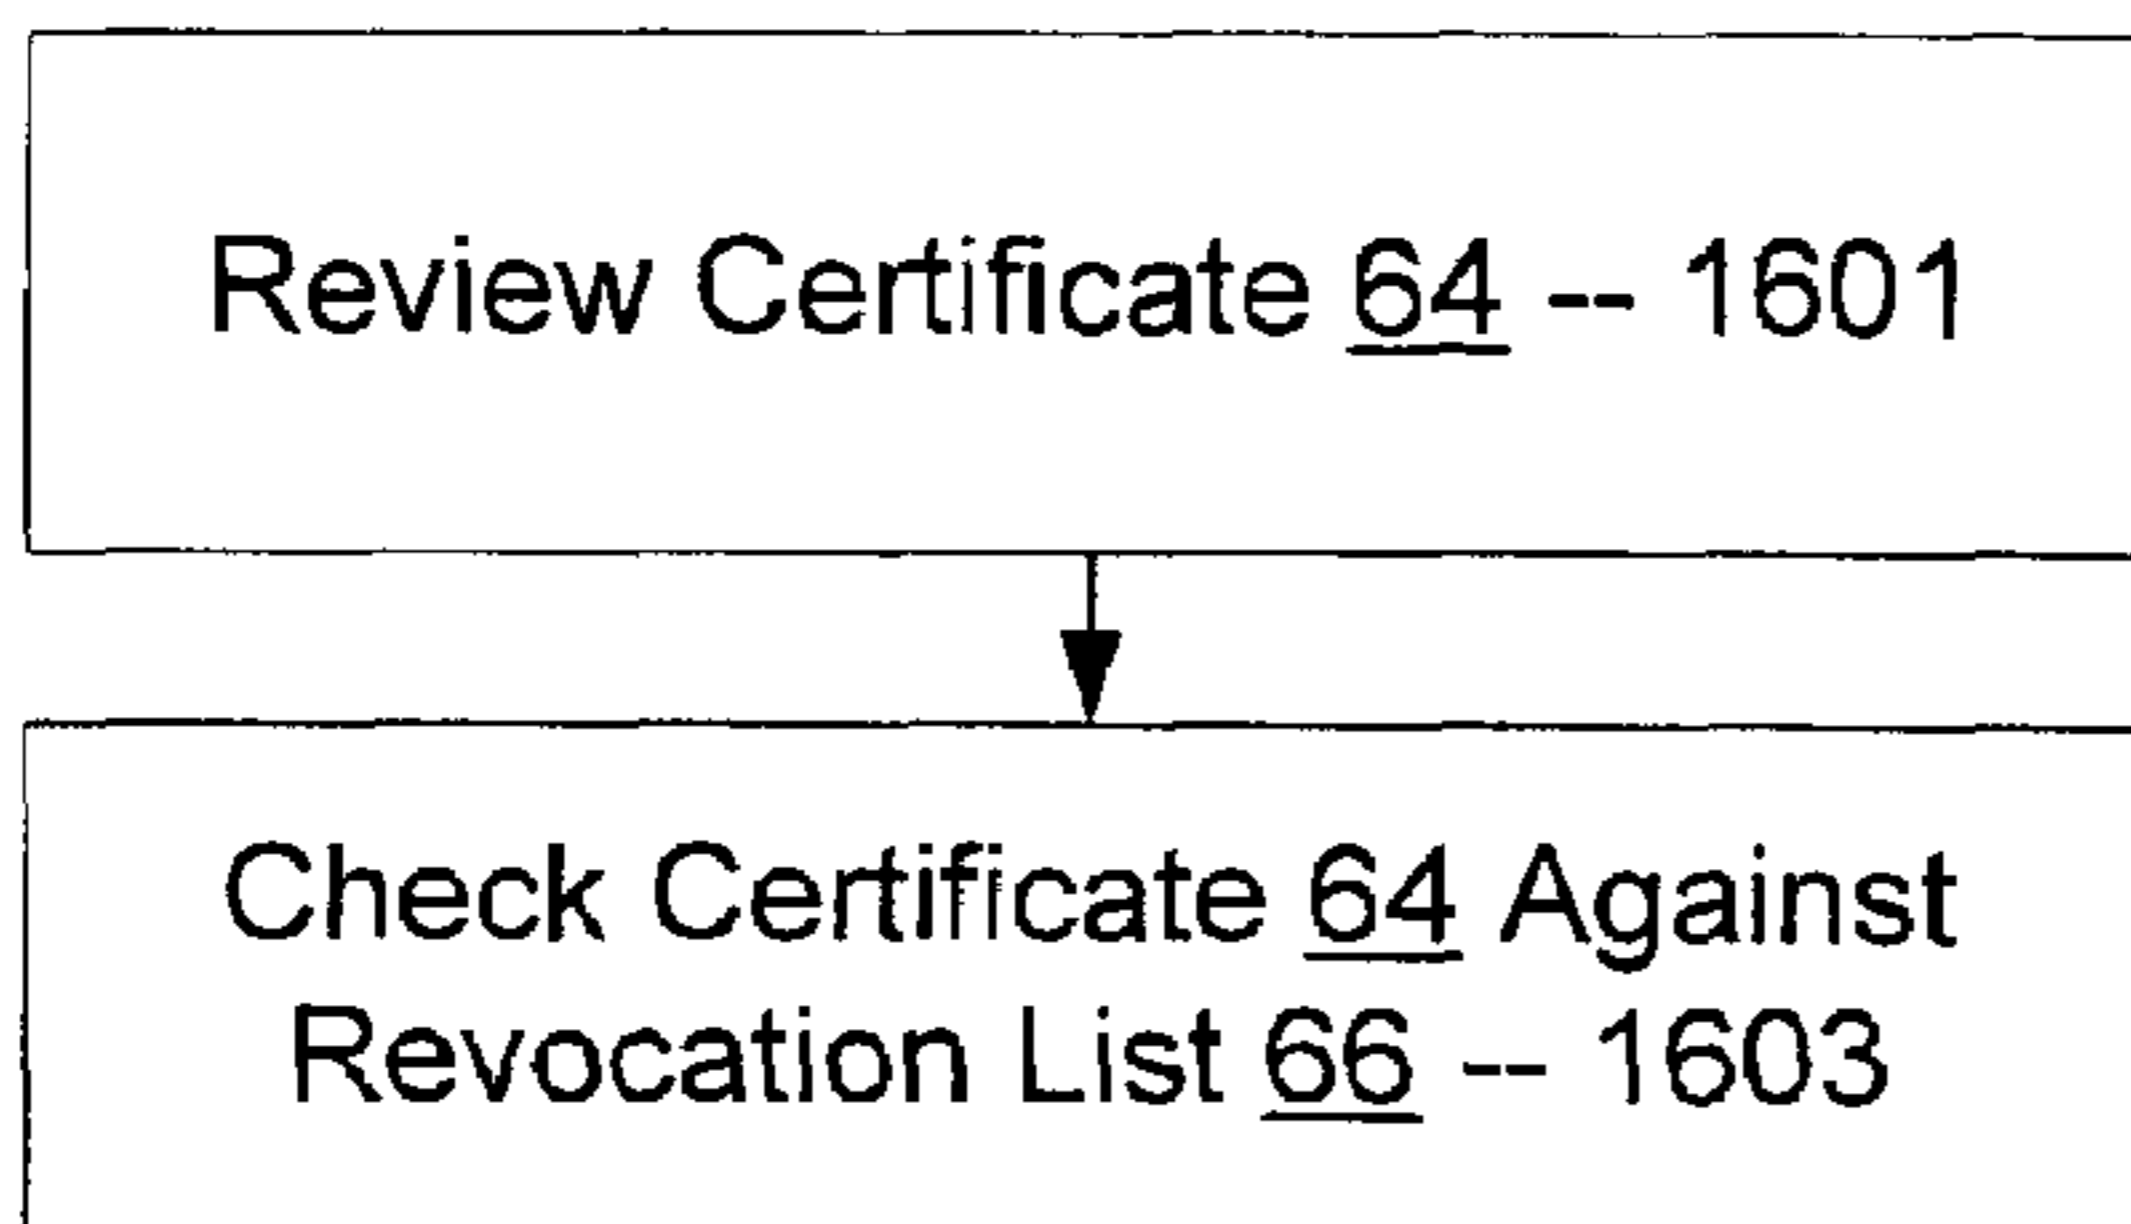 Review Certificate 64 -- 1601
Check Certificate 64 Against
Revocation List 66 -- 1603